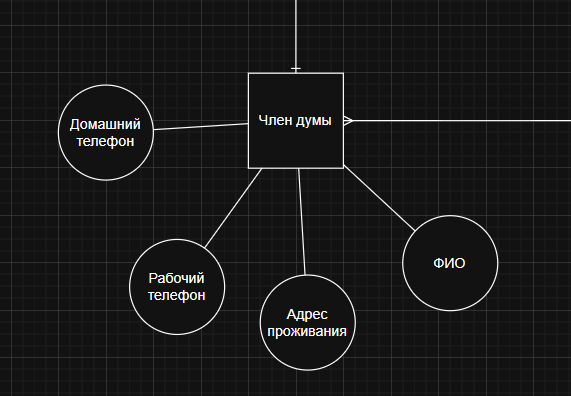 Член думы
Домашний
телефон
Рабочий
телефон
Адрес
проживания
ФИО